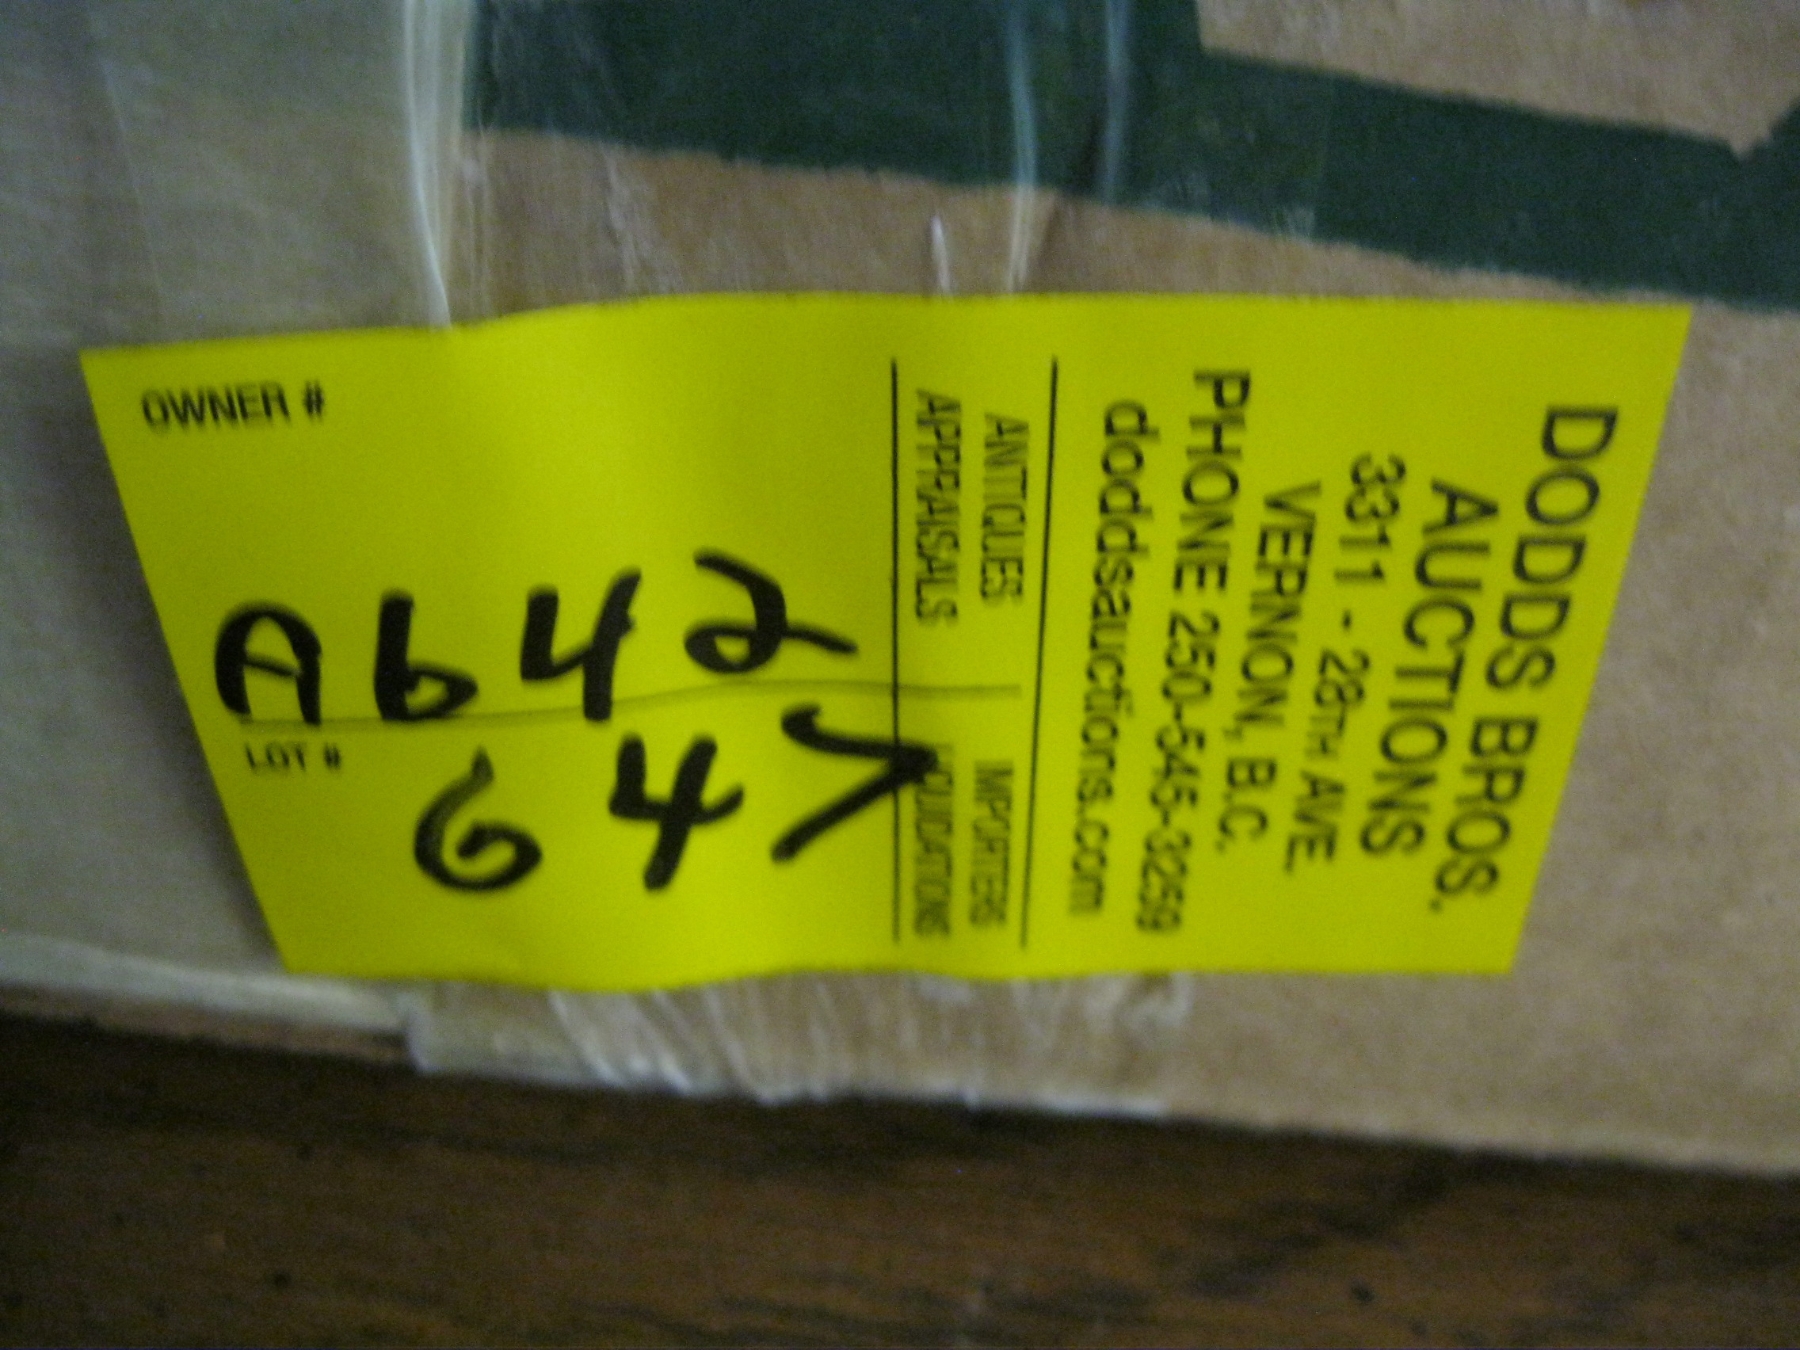 DODDS BROS.
AUCTIONS
3311 - 28TH AVE
VERNON, B.C.
PHONE 250-545-3259
doddsauctions.com
ANTIQUES IMPORTERS
APPRAISALS LIQUIDATIONS
OWNER #
A642
LOT #
647